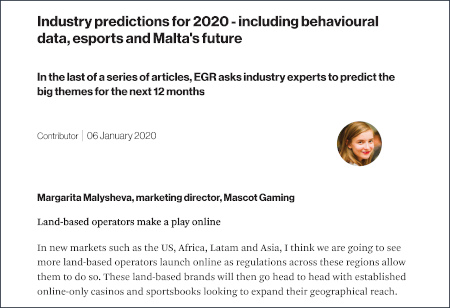 Industry predictions for 2020 - including behavioural
data, esports and Malta's future
In the last of a series of articles, EGR asks industry experts to predict the
big themes for the next 12 months
Contributor | 06 January 2020
Margarita Malysheva, marketing director, Mascot Gaming
Land-based operators make a play online
In new markets such as the US, Africa, Latam and Asia, I think we are going to see
more land-based operators launch online as regulations across these regions allow
them to do so. These land-based brands will then go head to head with established
online-only casinos and sportsbooks looking to expand their geographical reach.